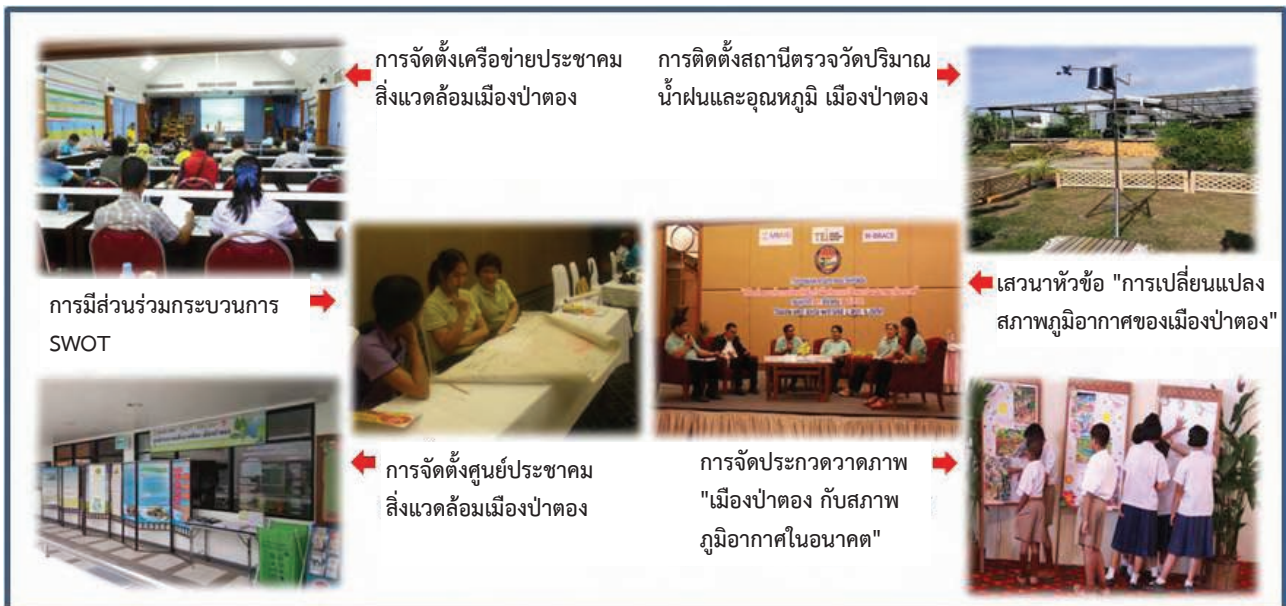 การจัดตั้งเครือข่ายประชาคม
สิ่งแวดล้อมเมืองป่าตอง
การติดตั้งสถานีตรวจวัดปริมาณ
น้ำฝนและอุณหภูมิ เมืองป่าตอง
การมีส่วนร่วมกระบวนการ
SWOT
เสวนาหัวข้อ "การเปลี่ยนแปลง
สภาพภูมิอากาศของเมืองป่าตอง"
การจัดตั้งศูนย์ประชาคม
สิ่งแวดล้อมเมืองป่าตอง
การจัดประกวดวาดภาพ
"เมืองป่าตอง กับสภาพ
ภูมิอากาศในอนาคต"